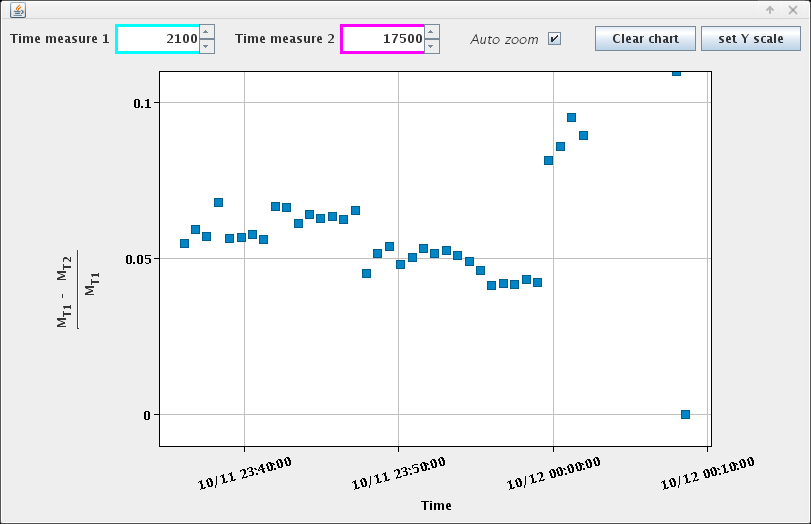 Time measure 1 2100 Time measure 2 17500 Auto zoom Clear chart set Y scale
0.1
0.05
0
M_T1 - M_T2
M_T1
10/11 23:40:00 10/11 23:50:00 10/12 00:00:00 10/12 00:10:00
Time